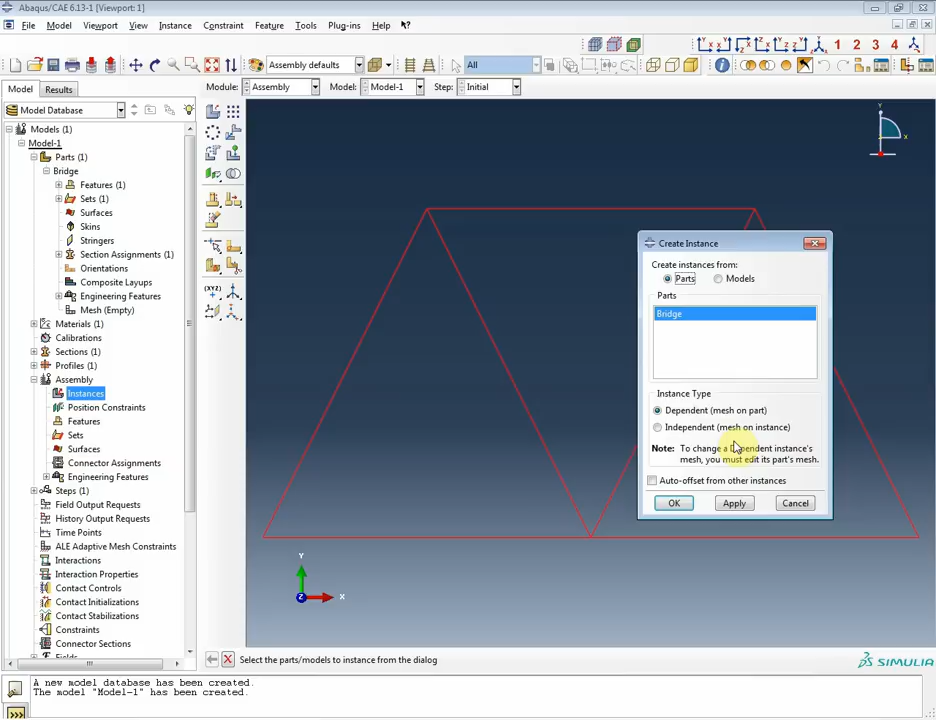 Abaqus/CAE 6.13-1 [Viewport: 1]
File Model Viewport View Instance Constraint Feature Tools Plug-ins Help
Assembly defaults All 1 2 3 4
Model Results Module: Assembly Model: Model-1 Step: Initial
Model Database
Models (1)
Model-1
Parts (1)
Bridge
Features (1)
Sets (1)
Surfaces
Skins
Stringers
Section Assignments (1)
Orientations
Composite Layups
Engineering Features
Mesh (Empty)
Materials (1)
Calibrations
Sections (1)
Profiles (1)
Assembly
Instances
Position Constraints
Features
Sets
Surfaces
Connector Assignments
Engineering Features
Steps (1)
Field Output Requests
History Output Requests
Time Points
ALE Adaptive Mesh Constraints
Interactions
Interaction Properties
Contact Controls
Contact Initializations
Contact Stabilizations
Constraints
Connector Sections
Fields
(XYZ)
Y
X
Create Instance
Create instances from:
Parts Models
Parts
Bridge
Instance Type
Dependent (mesh on part)
Independent (mesh on instance)
Note: To change a Dependent instance's
mesh, you must edit its part's mesh.
Auto-offset from other instances
OK Apply Cancel
Y
Z X
Select the parts/models to instance from the dialog
SIMULIA
A new model database has been created.
The model "Model-1" has been created.
>>>